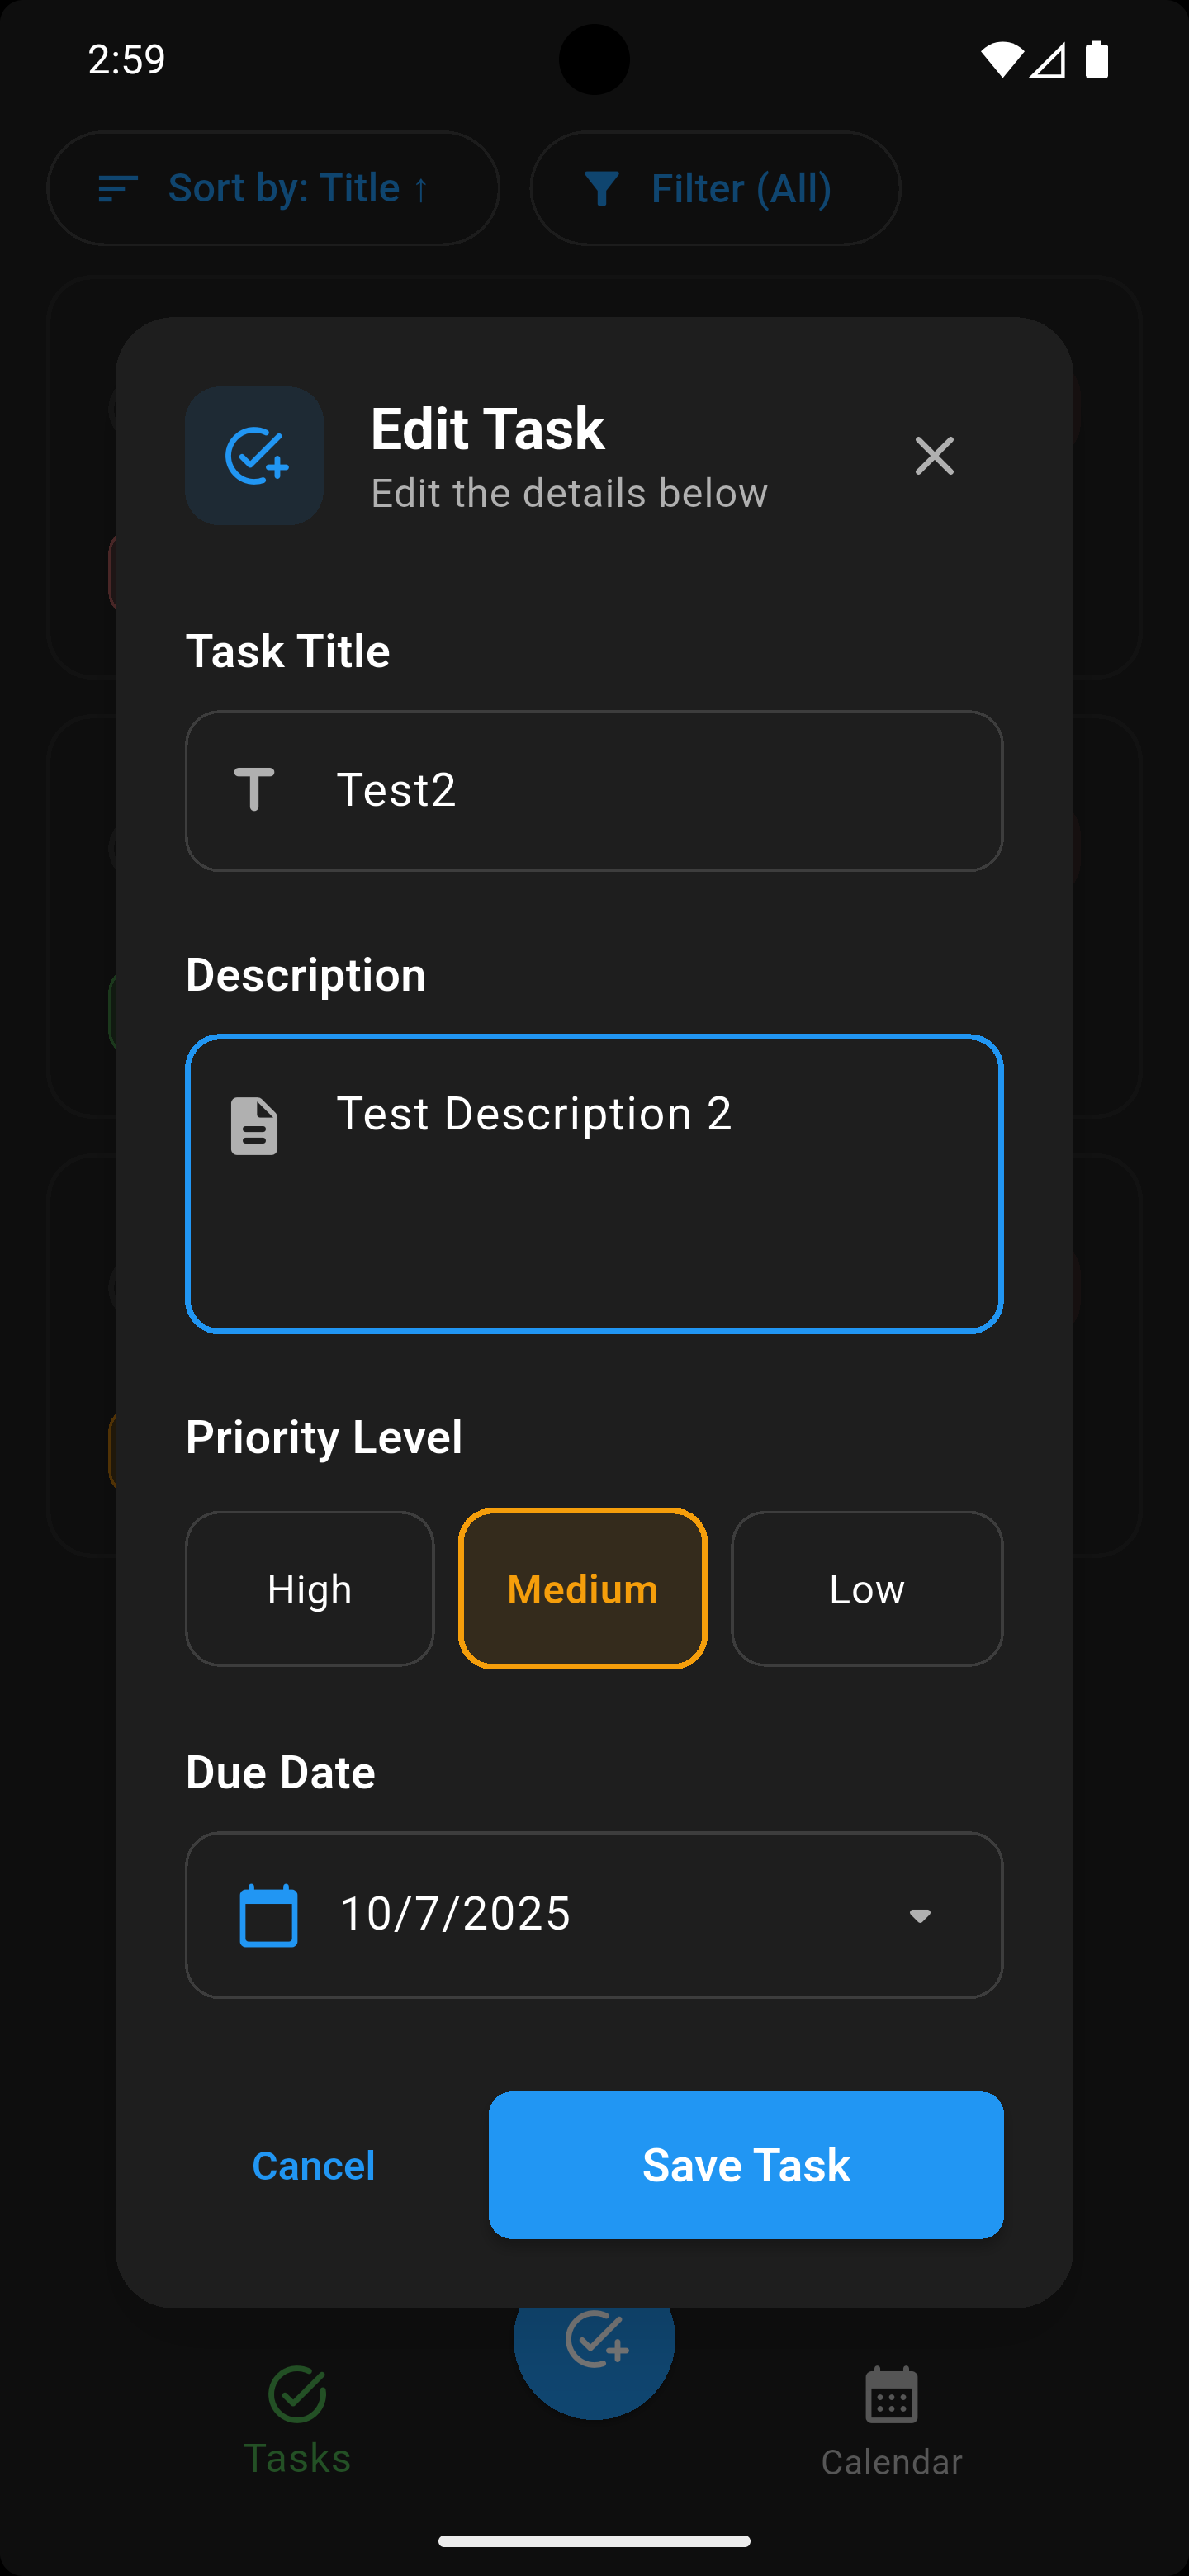 2:59
Sort by: Title ↑
Filter (All)
Edit Task
Edit the details below
Task Title
Test2
Description
Test Description 2
Priority Level
High
Medium
Low
Due Date
10/7/2025
Cancel
Save Task
Tasks
Calendar